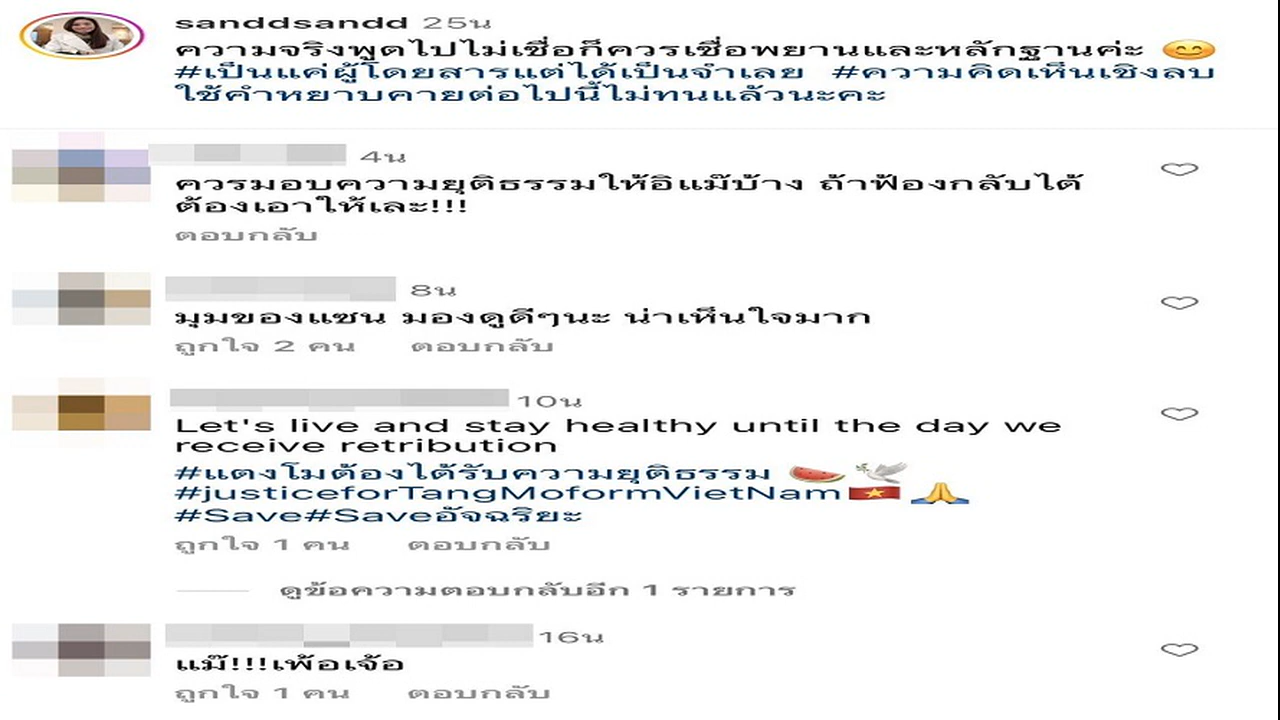 sanddsandd 25น
ความจริงพูดไปไม่เชื่อก็ควรเชื่อพยานและหลักฐานค่ะ 😊
#เป็นแค่ผู้โดยสารแต่ได้เป็นจำเลย #ความคิดเห็นเชิงลบ
ใช้คำหยาบคายต่อไปนี้ไม่ทนแล้วนะคะ
4น
ควรมอบความยุติธรรมให้อิแม๊บ้าง ถ้าฟ้องกลับได้
ต้องเอาให้เละ!!!
ตอบกลับ
8น
มุมของแซน มองดูดีๆนะ น่าเห็นใจมาก
ถูกใจ 2 คน ตอบกลับ
10น
Let's live and stay healthy until the day we
receive retribution
#แตงโมต้องได้รับความยุติธรรม 🍉🕊️
#justiceforTangMoformVietNam🇻🇳🙏
#Save#Saveอัจฉริยะ
ถูกใจ 1 คน ตอบกลับ
ดูข้อความตอบกลับอีก 1 รายการ
16น
แม๊!!!เพ้อเจ้อ
ถูกใจ 1 คน ตอบกลับ